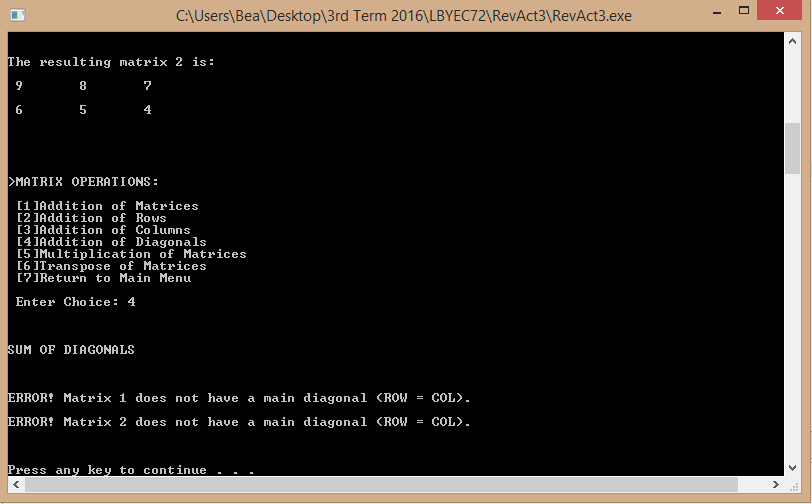 C:\Users\Bea\Desktop\3rd Term 2016\LBYEC72\RevAct3\RevAct3.exe
The resulting matrix 2 is:
9 8 7
6 5 4
>MATRIX OPERATIONS:
[1]Addition of Matrices
[2]Addition of Rows
[3]Addition of Columns
[4]Addition of Diagonals
[5]Multiplication of Matrices
[6]Transpose of Matrices
[7]Return to Main Menu
Enter Choice: 4
SUM OF DIAGONALS
ERROR! Matrix 1 does not have a main diagonal (ROW = COL).
ERROR! Matrix 2 does not have a main diagonal (ROW = COL).
Press any key to continue . . .